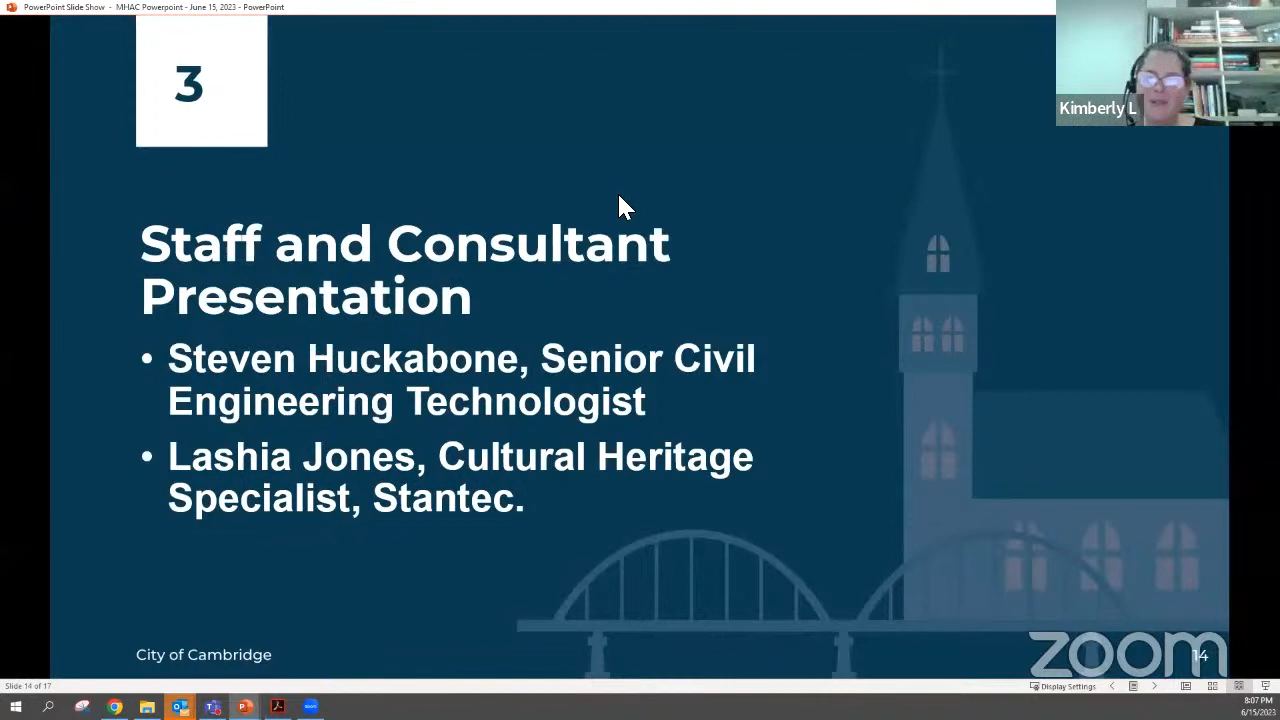 PowerPoint Slide Show - MHAC Powerpoint - June 15, 2023 - PowerPoint
Kimberly L
3
Staff and Consultant
Presentation
• Steven Huckabone, Senior Civil
Engineering Technologist
• Lashia Jones, Cultural Heritage
Specialist, Stantec.
City of Cambridge
zoom
14
Slide 14 of 17
Display Settings
8:07 PM
6/15/2023